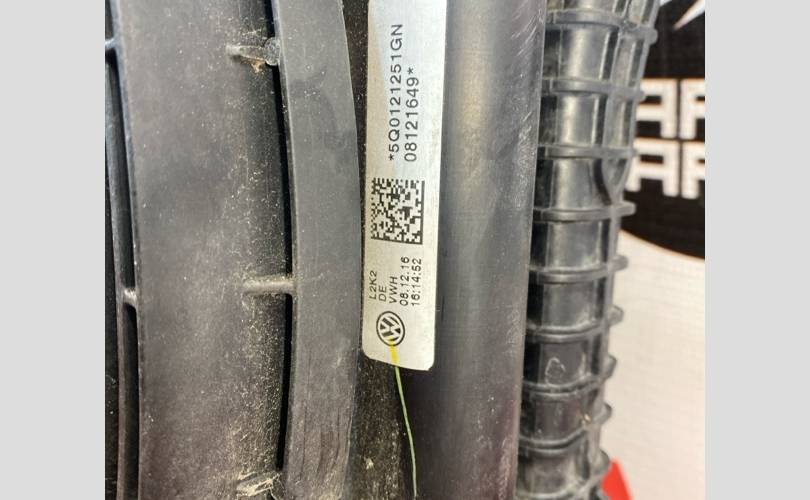 *5Q0121251GN
08121649*
L2K2
DE
VWH
08.12.16
16:14:52